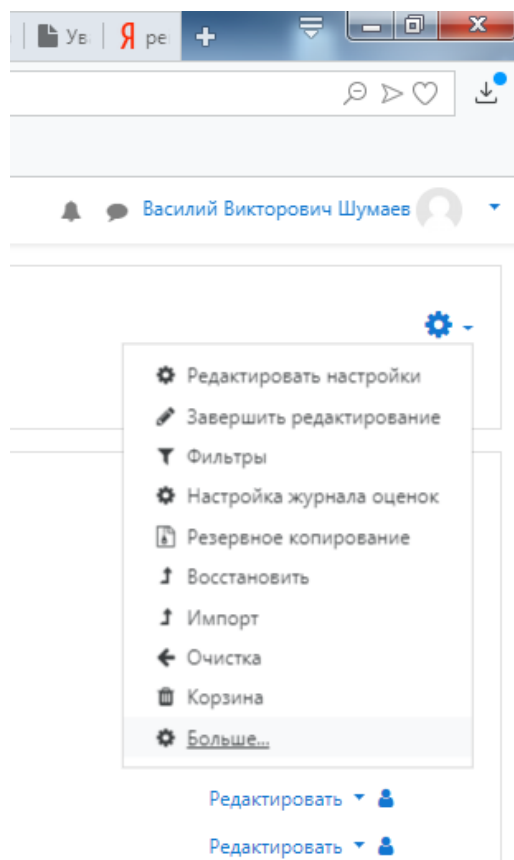 Ув
Я ре
Василий Викторович Шумаев
Редактировать настройки
Завершить редактирование
Фильтры
Настройка журнала оценок
Резервное копирование
Восстановить
Импорт
Очистка
Корзина
Больше...
Редактировать
Редактировать